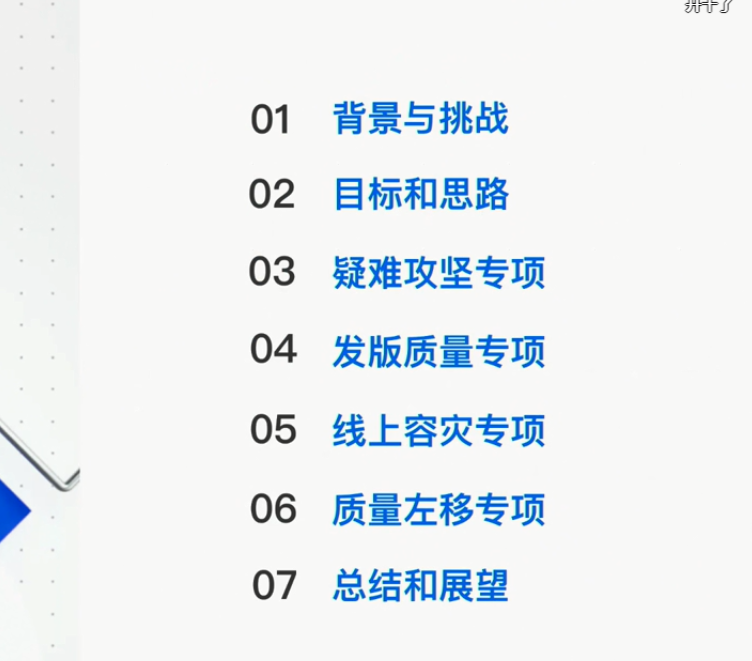 01 背景与挑战
02 目标和思路
03 疑难攻坚专项
04 发版质量专项
05 线上容灾专项
06 质量左移专项
07 总结和展望